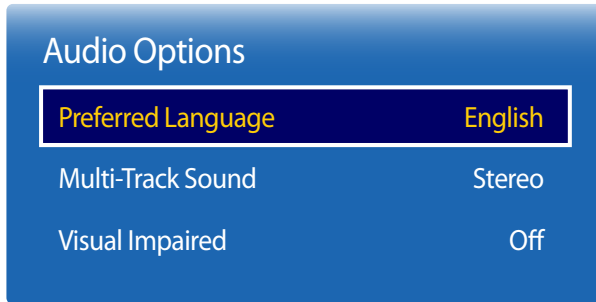 Audio Options
Preferred Language English
Multi-Track Sound Stereo
Visual Impaired Off